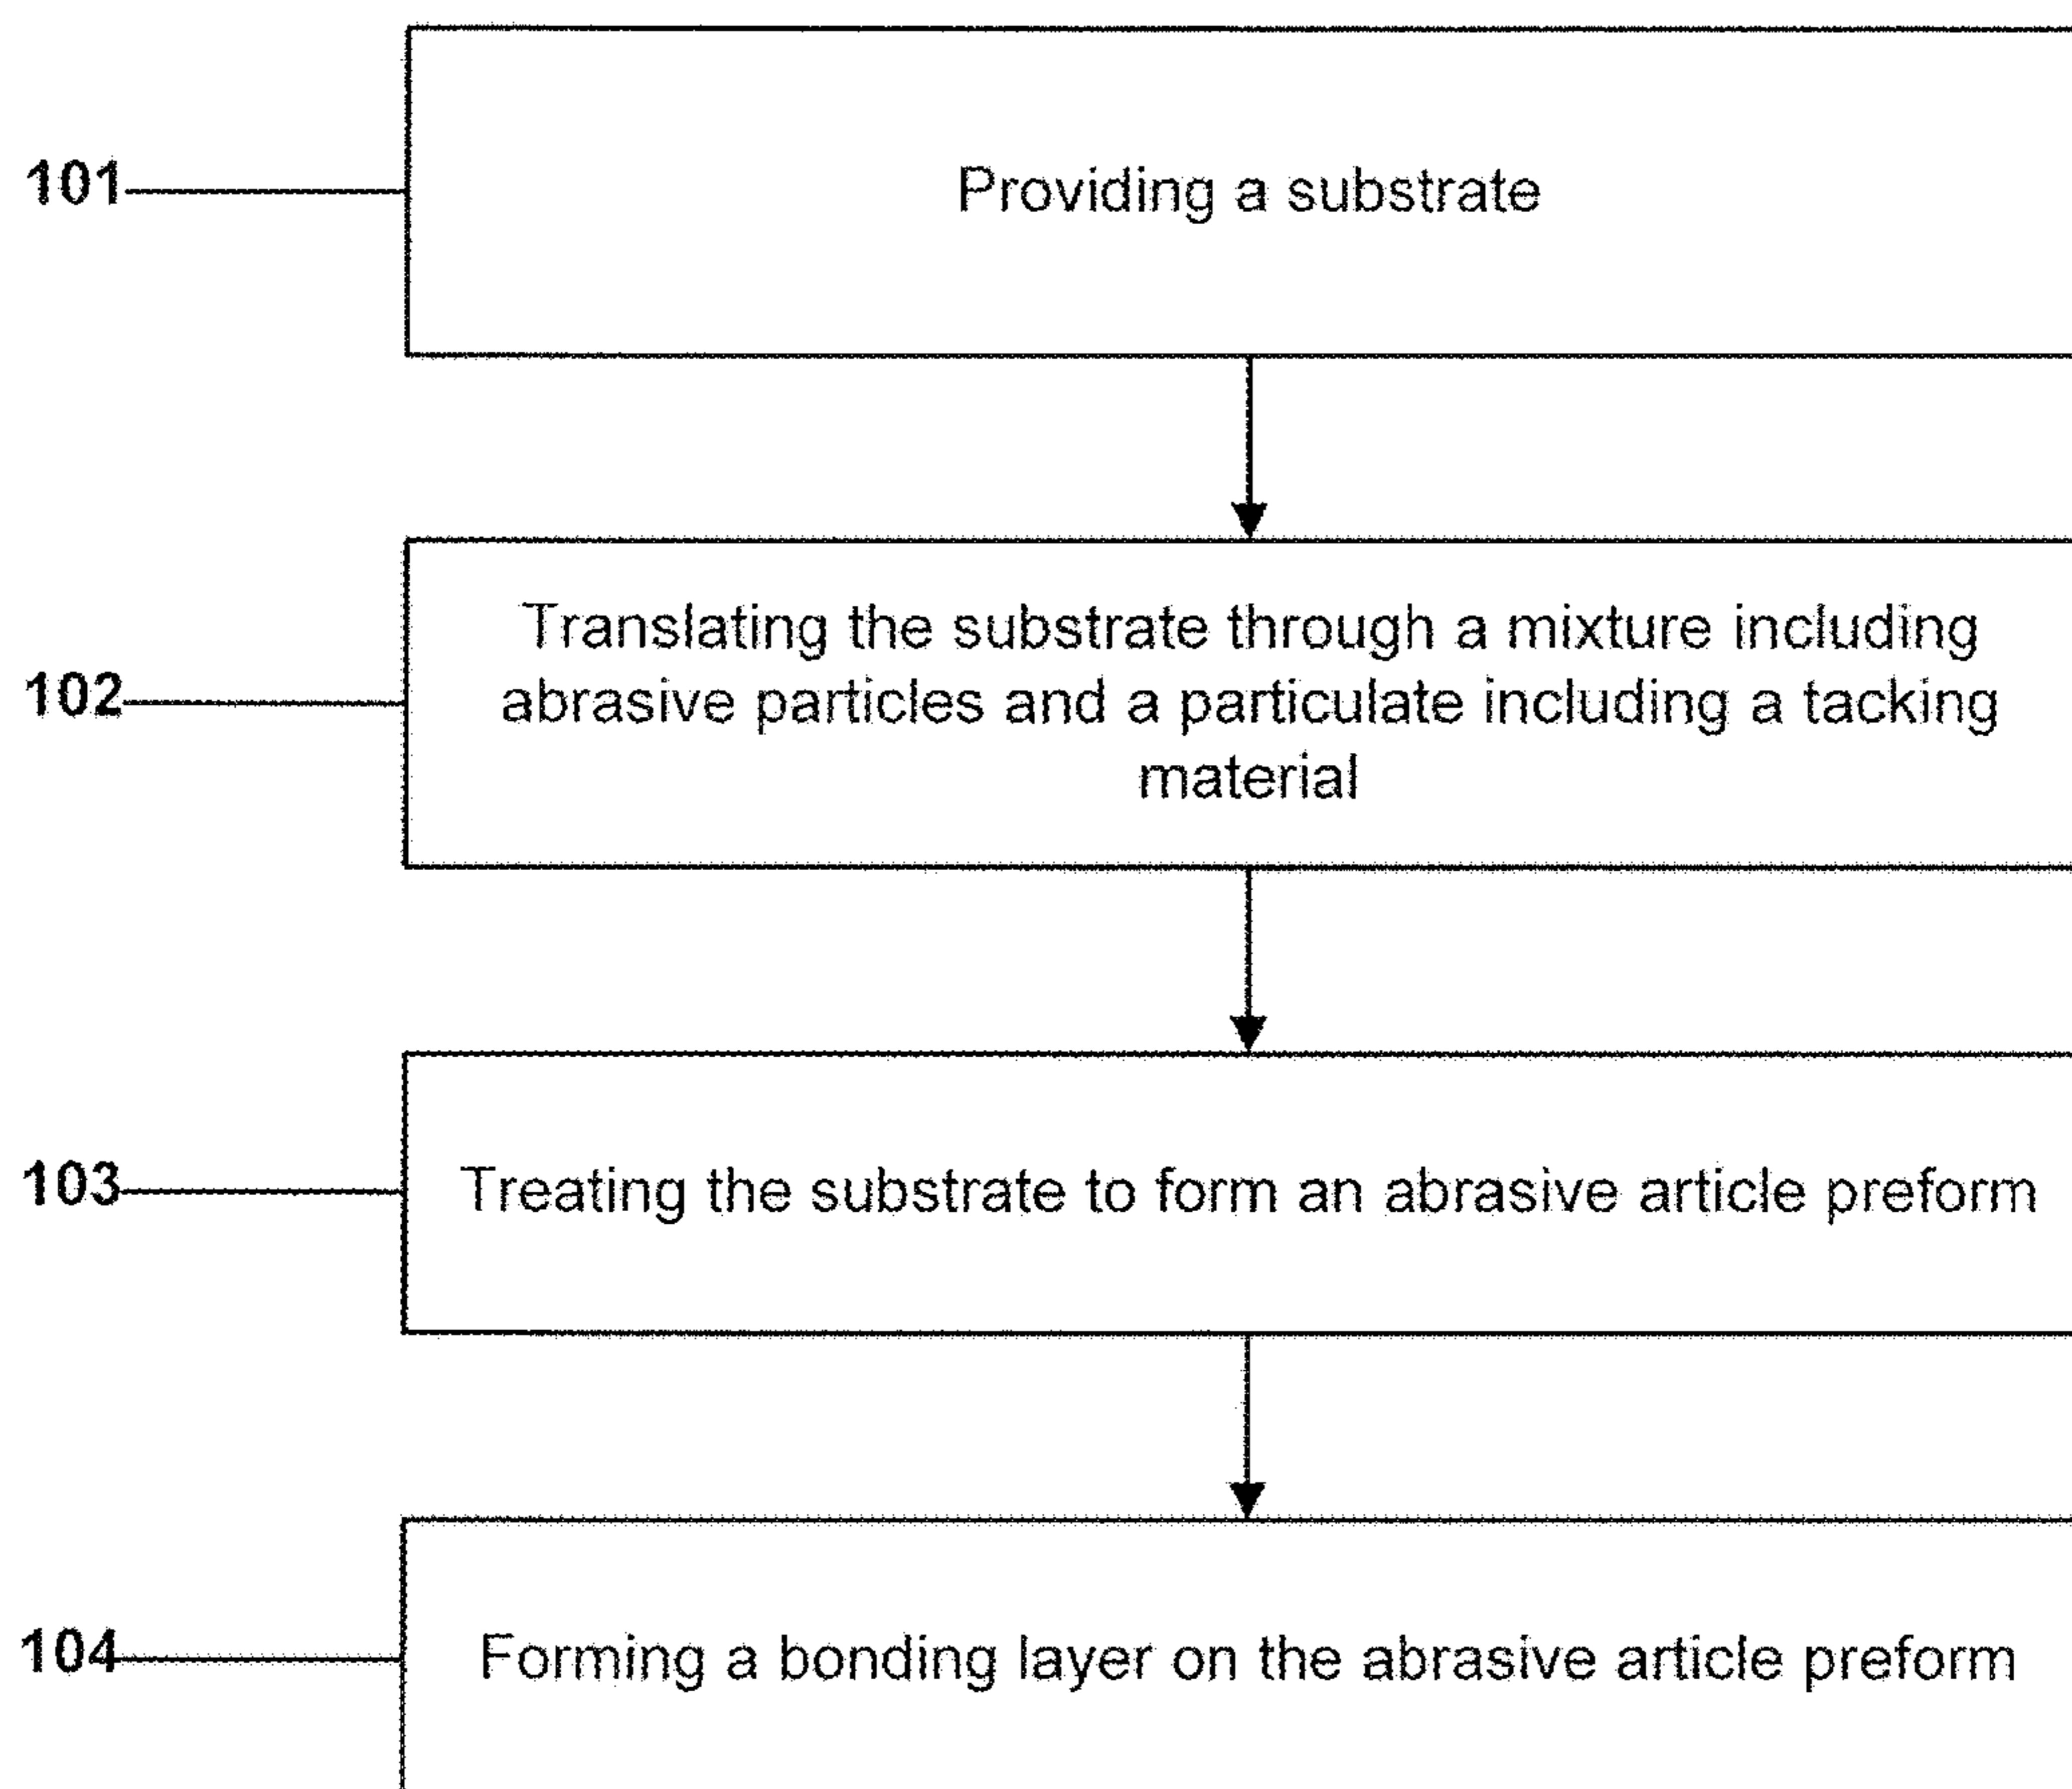 101
Providing a substrate
102
Translating the substrate through a mixture including
abrasive particles and a particulate including a tacking
material
103
Treating the substrate to form an abrasive article preform
104
Forming a bonding layer on the abrasive article preform